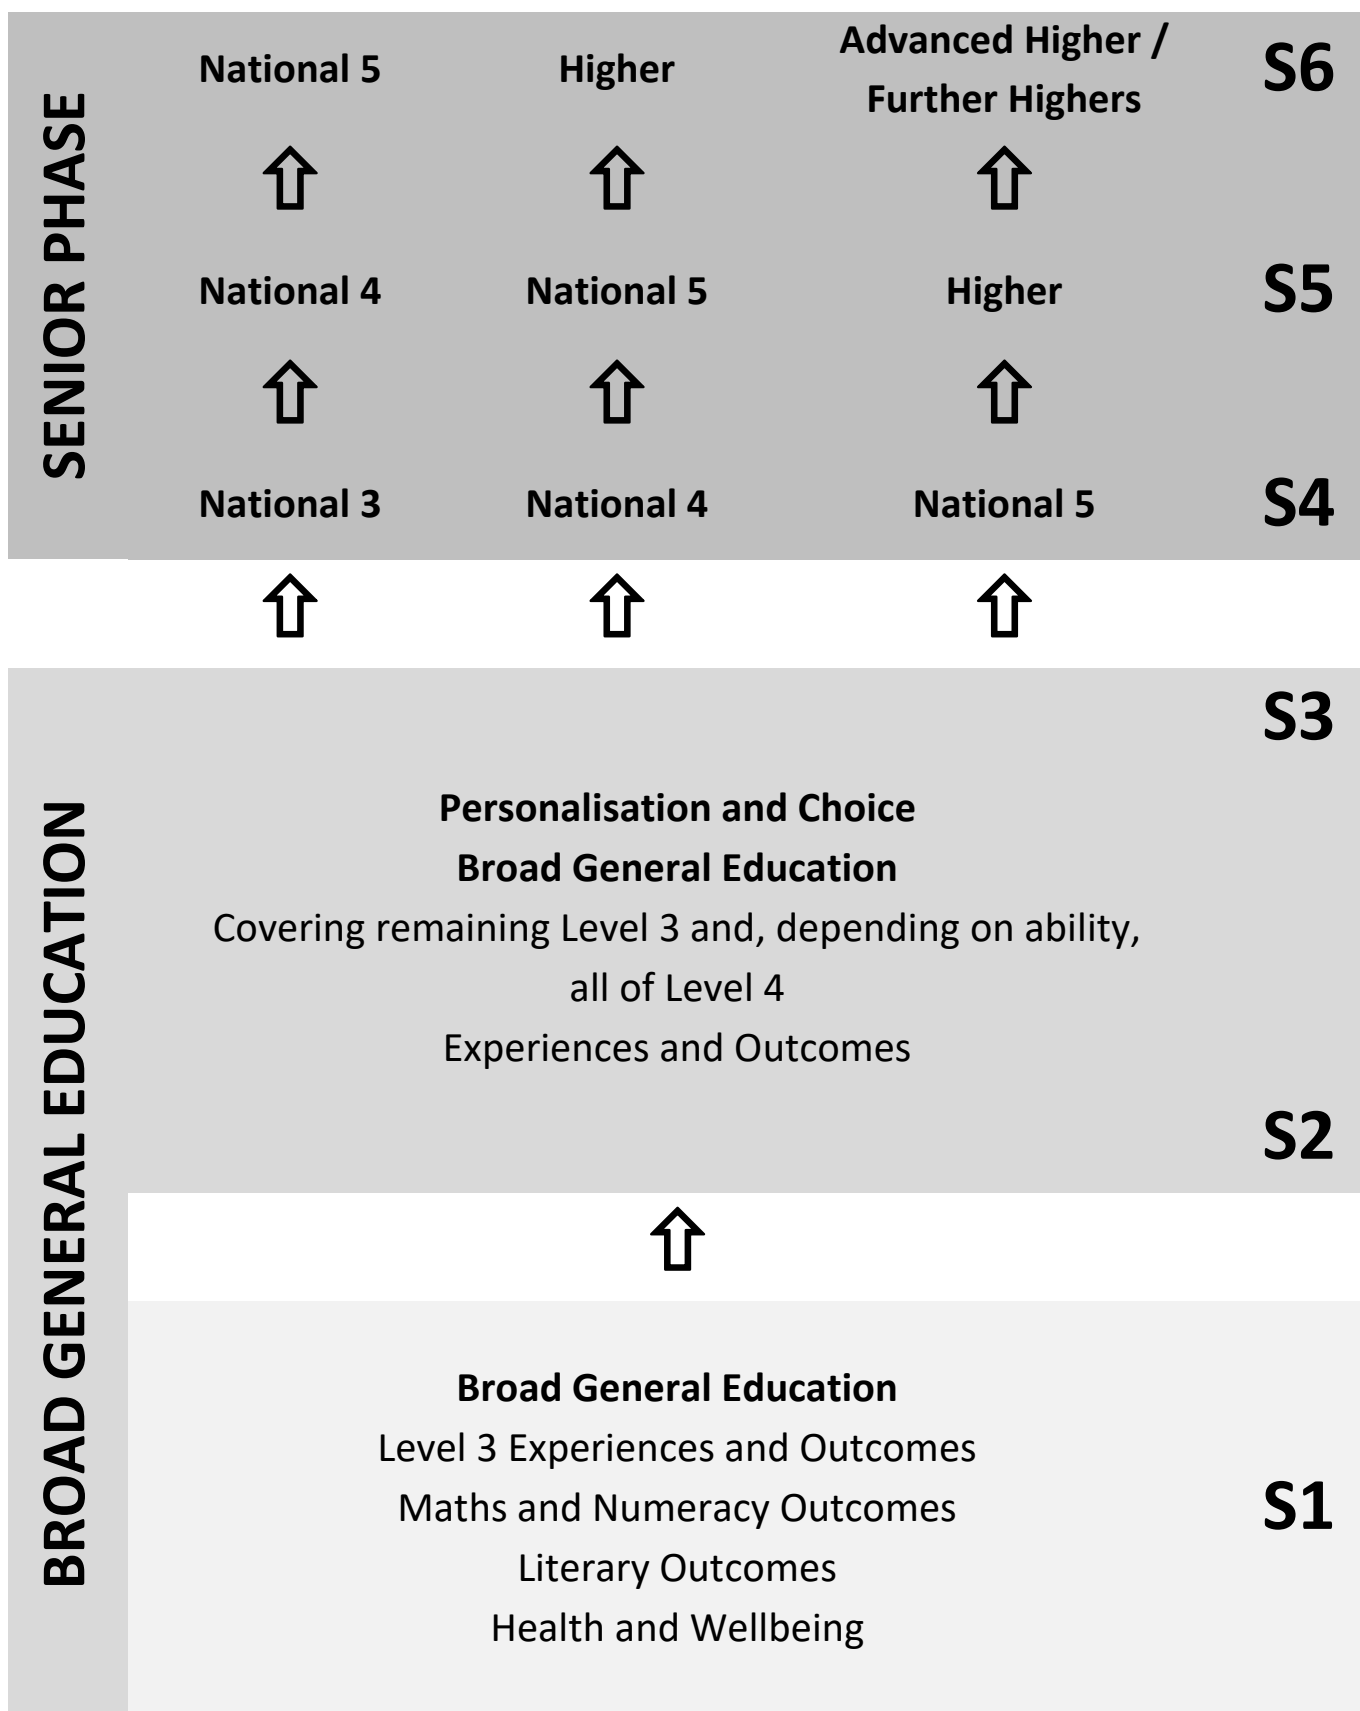 SENIOR PHASE
National 5
Higher
Advanced Higher /
Further Highers
S6
National 4
National 5
Higher
S5
National 3
National 4
National 5
S4
BROAD GENERAL EDUCATION
S3
Personalisation and Choice
Broad General Education
Covering remaining Level 3 and, depending on ability,
all of Level 4
Experiences and Outcomes
S2
Broad General Education
Level 3 Experiences and Outcomes
Maths and Numeracy Outcomes
Literary Outcomes
Health and Wellbeing
S1